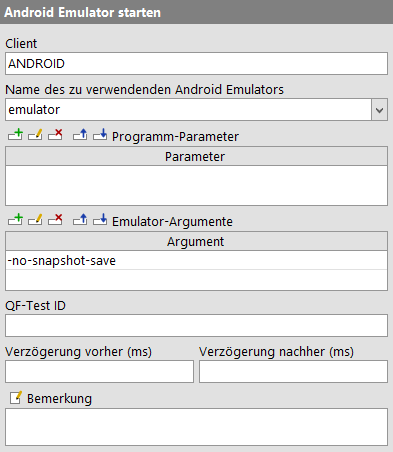 Android Emulator starten
Client
ANDROID
Name des zu verwendenden Android Emulators
emulator
Programm-Parameter
Parameter
Emulator-Argumente
Argument
-no-snapshot-save
QF-Test ID
Verzögerung vorher (ms) Verzögerung nachher (ms)
Bemerkung